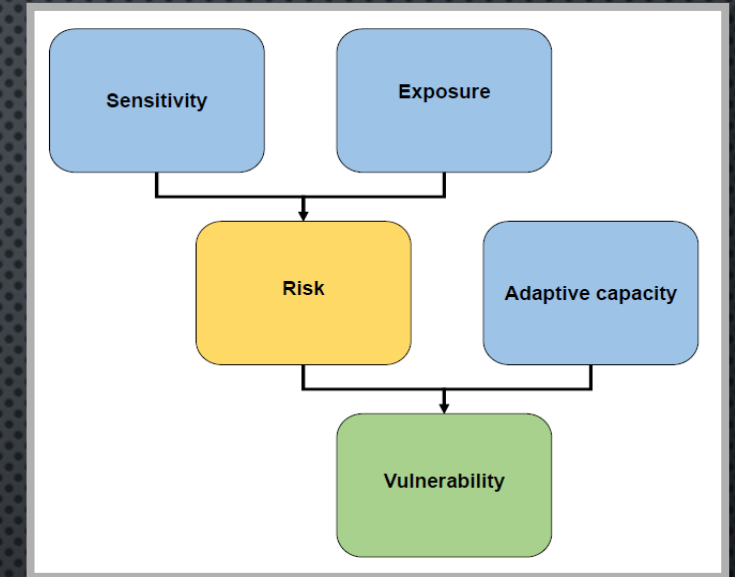 Sensitivity
Exposure
Risk
Adaptive capacity
Vulnerability